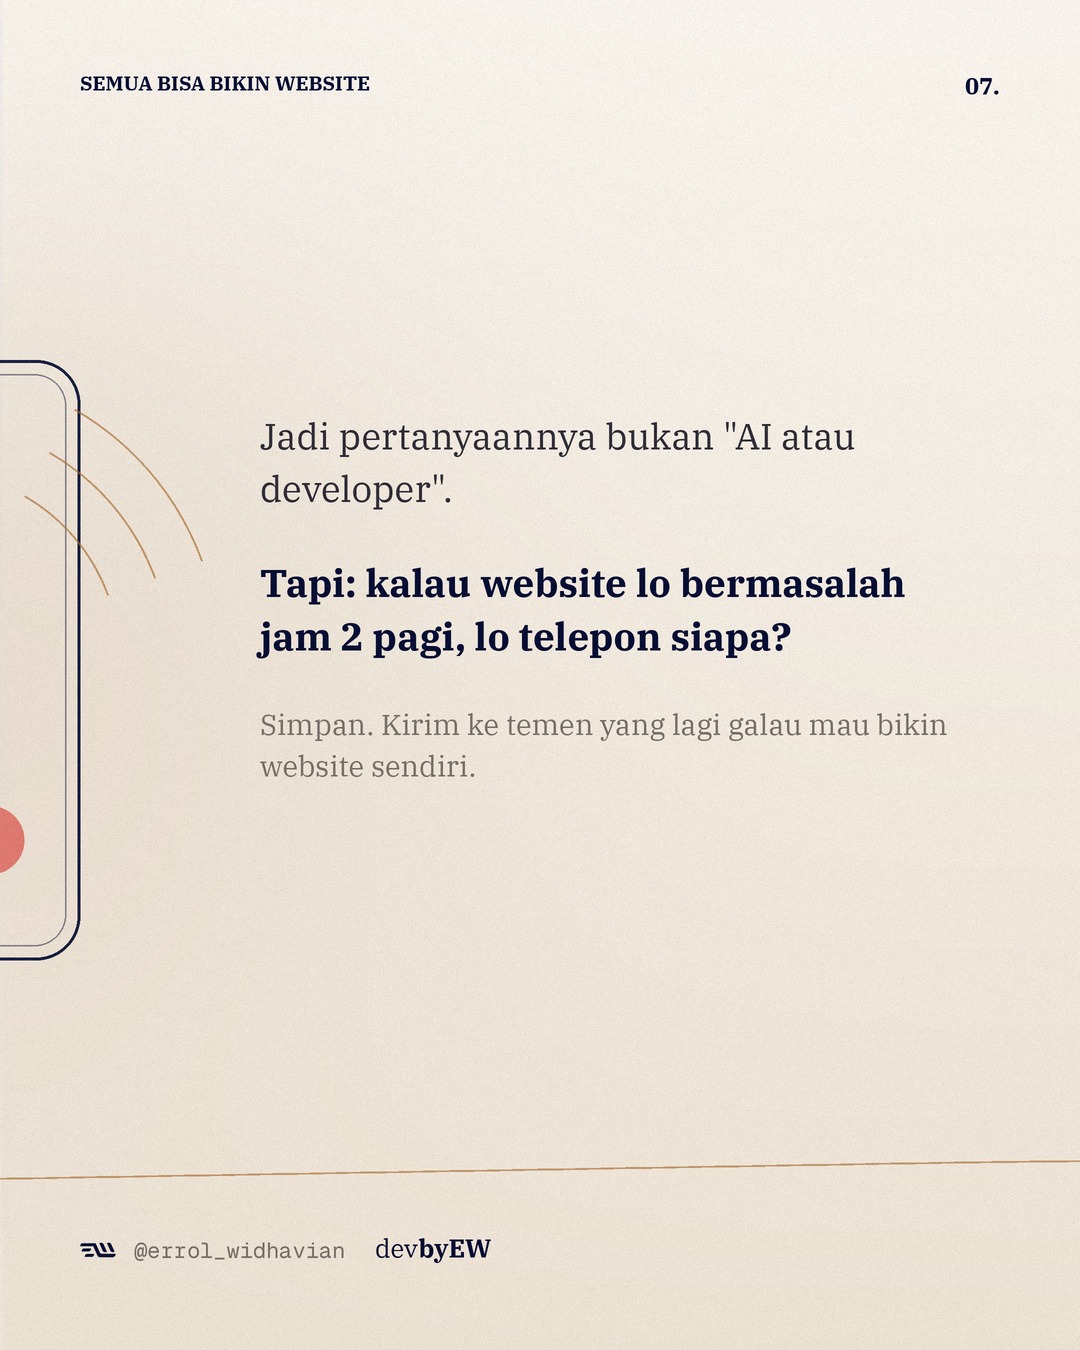 SEMUA BISA BIKIN WEBSITE
07.
Jadi pertanyaannya bukan "AI atau
developer".
Tapi: kalau website lo bermasalah
jam 2 pagi, lo telepon siapa?
Simpan. Kirim ke temen yang lagi galau mau bikin
website sendiri.
EW @errol_widhavian devbyEW